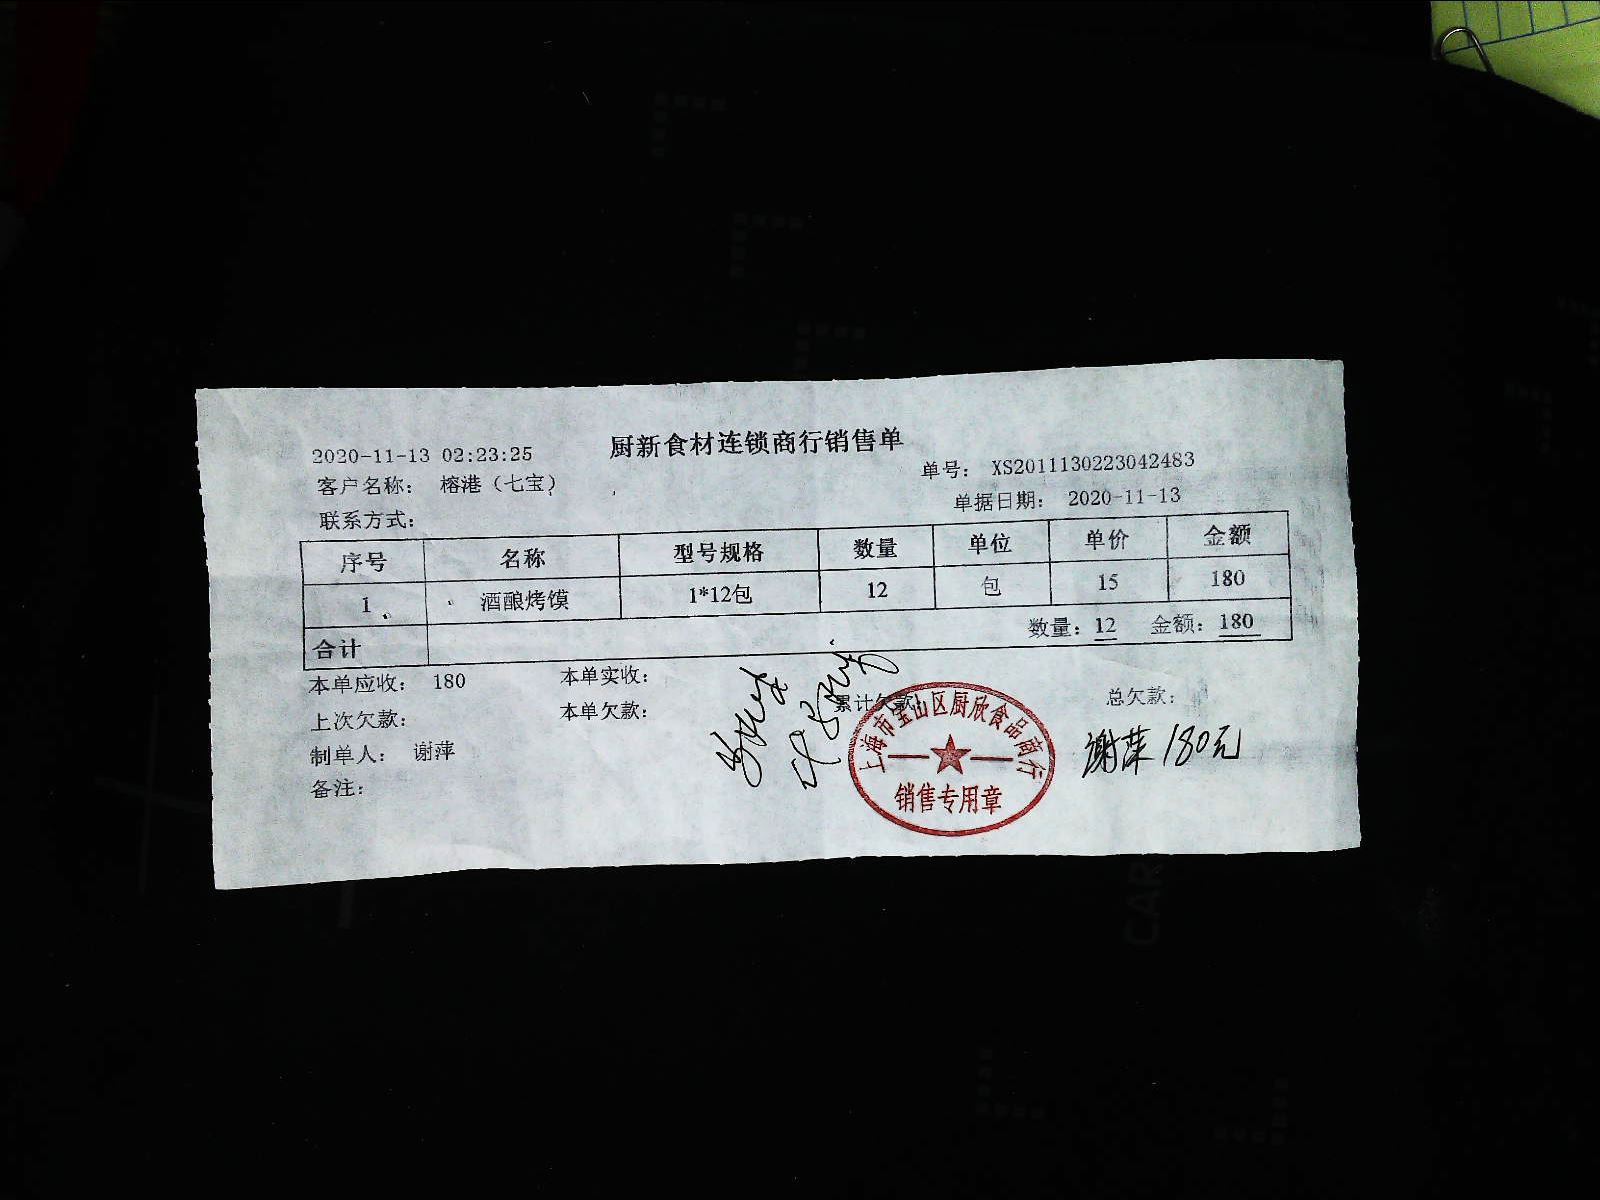 厨新食材连锁商行销售单
2020-11-13 02:23:25
单号： XS2011130223042483
客户名称： 榕港（七宝）
单据日期： 2020-11-13
联系方式：
序号 名称 型号规格 数量 单位 单价 金额
1 酒酿烤馍 1*12包 12 包 15 180
合计 数量：12 金额：180
本单应收： 180 本单实收： 累计欠款： 总欠款：
上次欠款： 本单欠款：
制单人： 谢萍
备注：
上海市宝山区厨欣食品商行
销售专用章
谢萍 180元